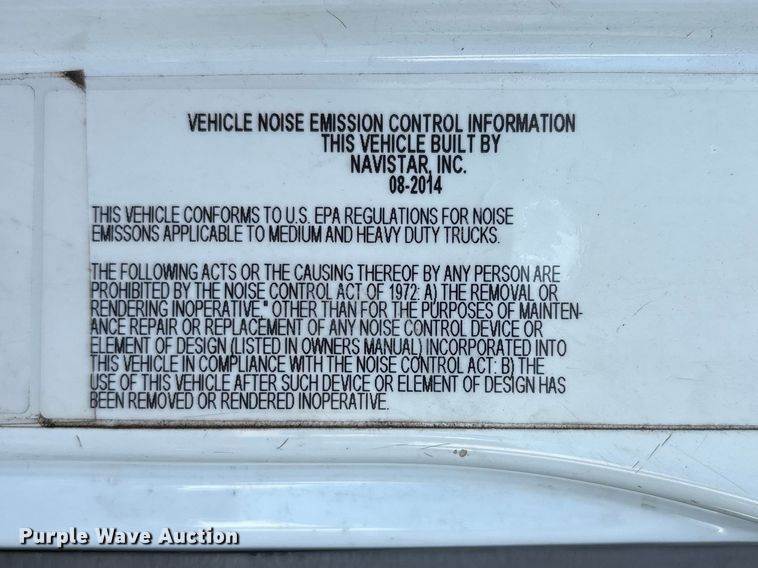 VEHICLE NOISE EMISSION CONTROL INFORMATION
THIS VEHICLE BUILT BY
NAVISTAR, INC.
08-2014
THIS VEHICLE CONFORMS TO U.S. EPA REGULATIONS FOR NOISE
EMISSONS APPLICABLE TO MEDIUM AND HEAVY DUTY TRUCKS.
THE FOLLOWING ACTS OR THE CAUSING THEREOF BY ANY PERSON ARE
PROHIBITED BY THE NOISE CONTROL ACT OF 1972: A) THE REMOVAL OR
RENDERING INOPERATIVE," OTHER THAN FOR THE PURPOSES OF MAINTEN-
ANCE REPAIR OR REPLACEMENT OF ANY NOISE CONTROL DEVICE OR
ELEMENT OF DESIGN (LISTED IN OWNERS MANUAL) INCORPORATED INTO
THIS VEHICLE IN COMPLIANCE WITH THE NOISE CONTROL ACT: B) THE
USE OF THIS VEHICLE AFTER SUCH DEVICE OR ELEMENT OF DESIGN HAS
BEEN REMOVED OR RENDERED INOPERATIVE.
Purple Wave Auction